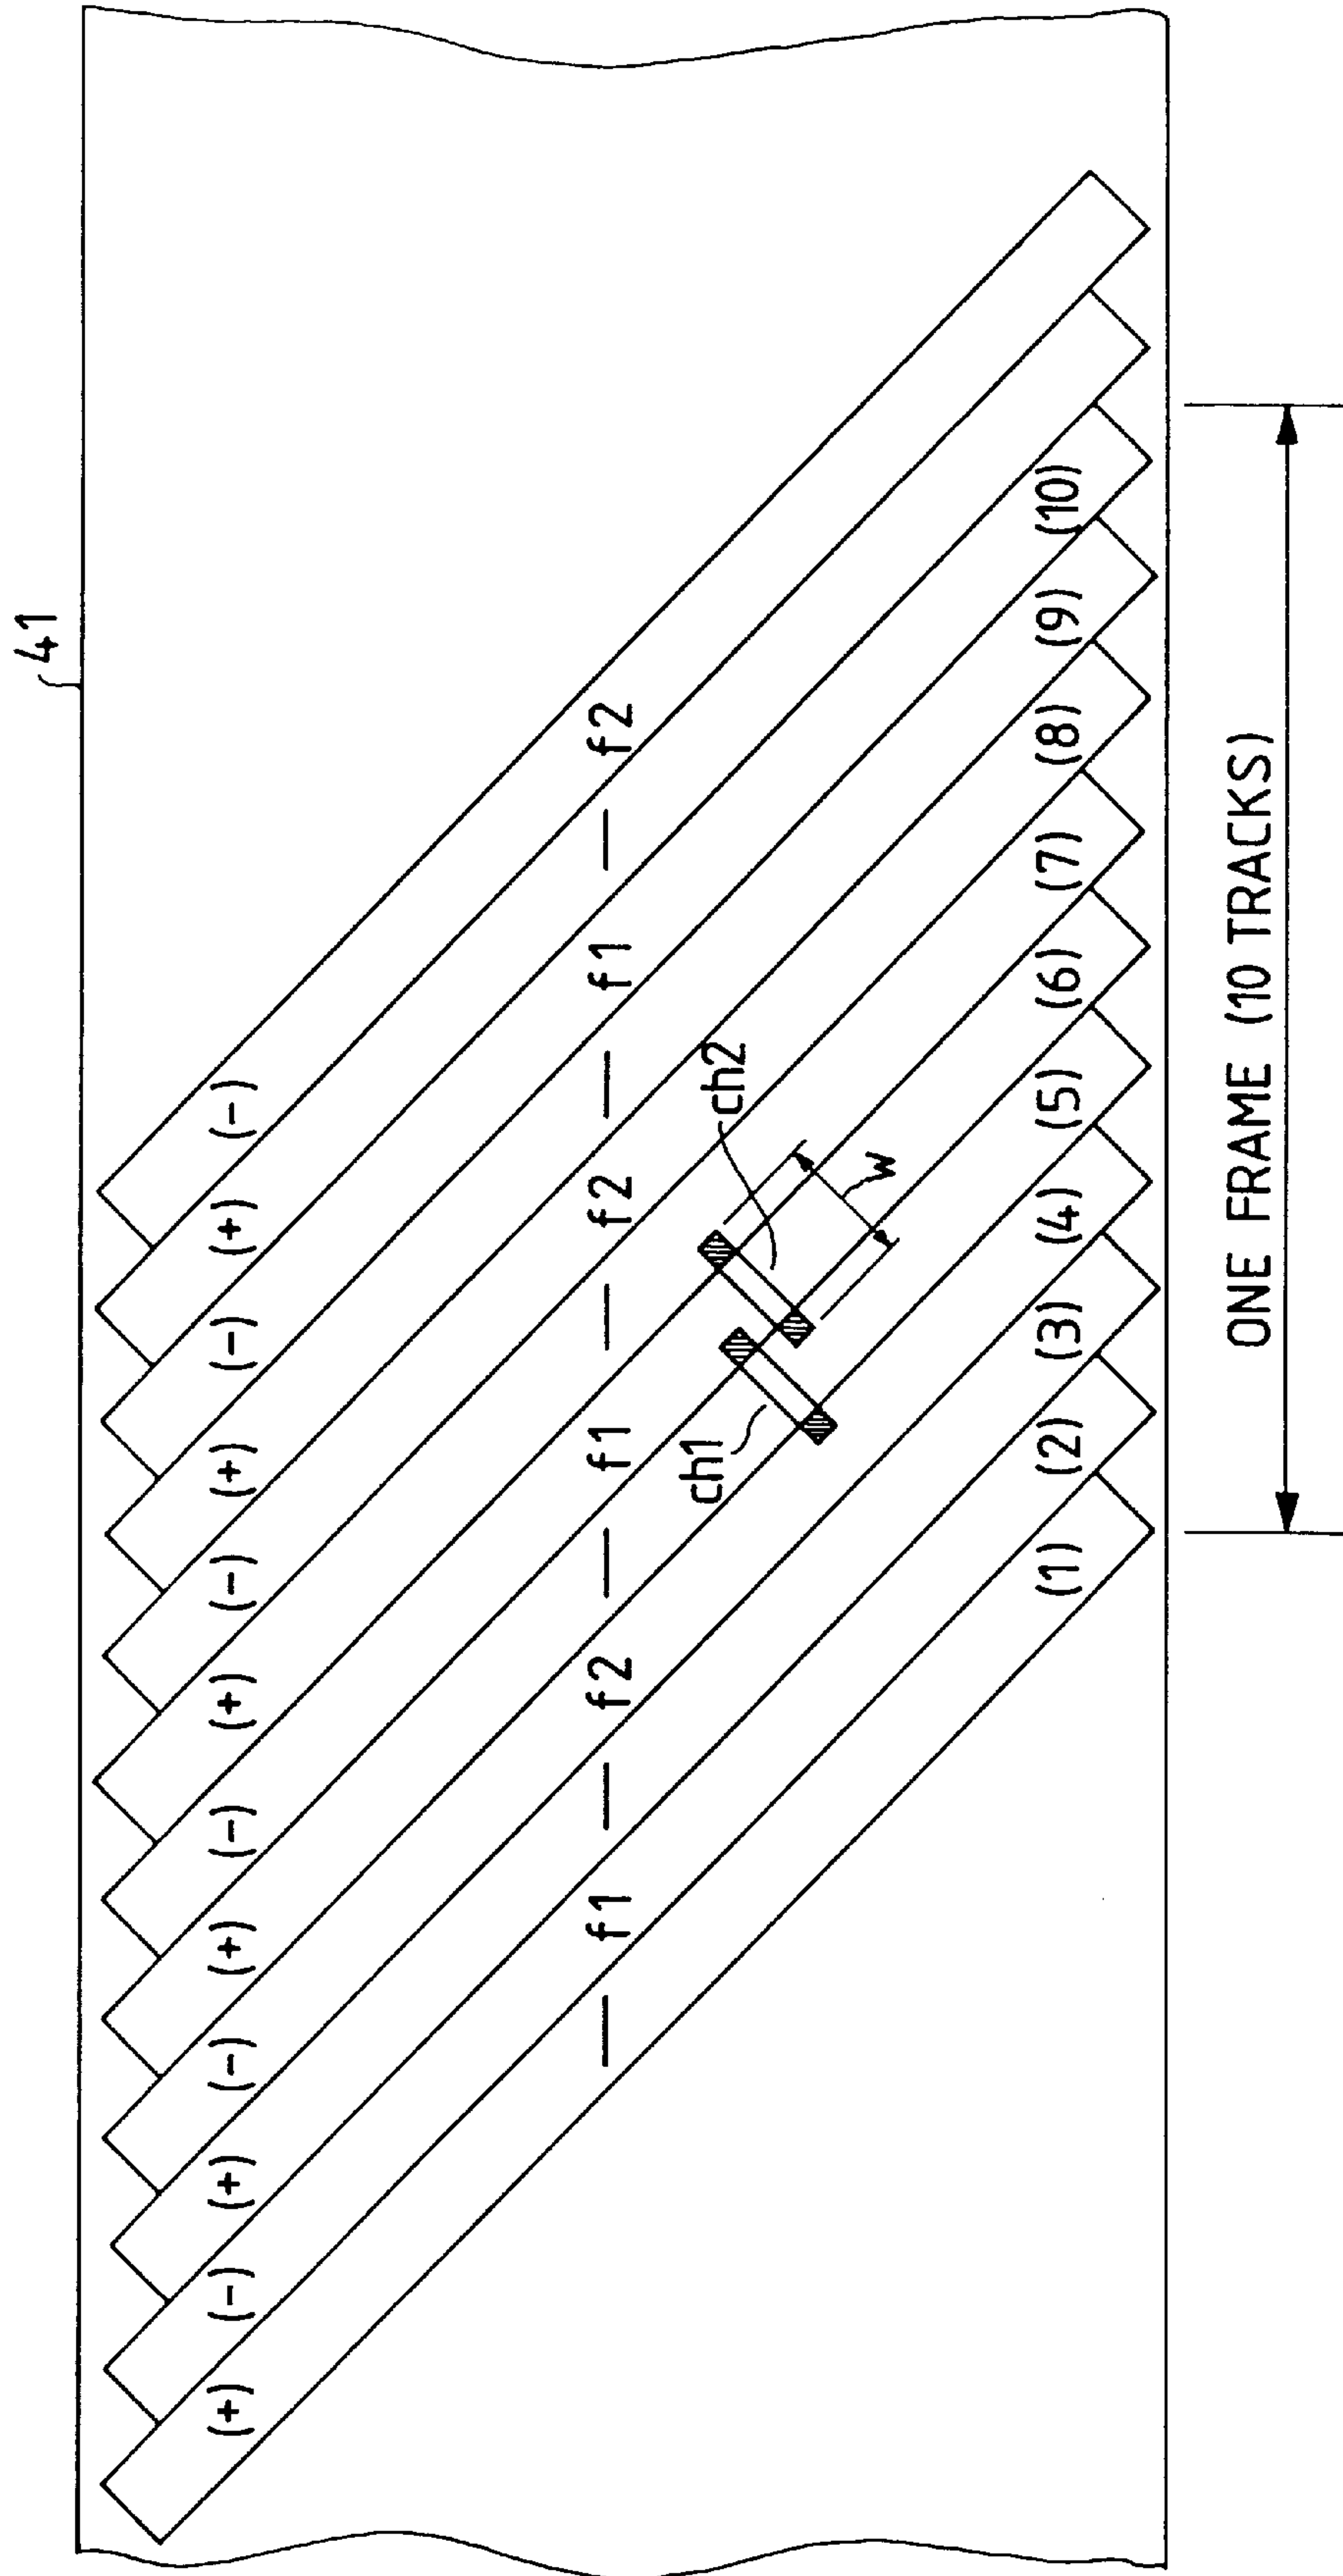 41
(+) (-) (+) (-) (+) (-) (+) (-) (+) (-) (+) (-)
— f1 — f2 — f1 — f2 — f1 — f2
ch1
ch2
w
(1) (2) (3) (4) (5) (6) (7) (8) (9) (10)
ONE FRAME (10 TRACKS)